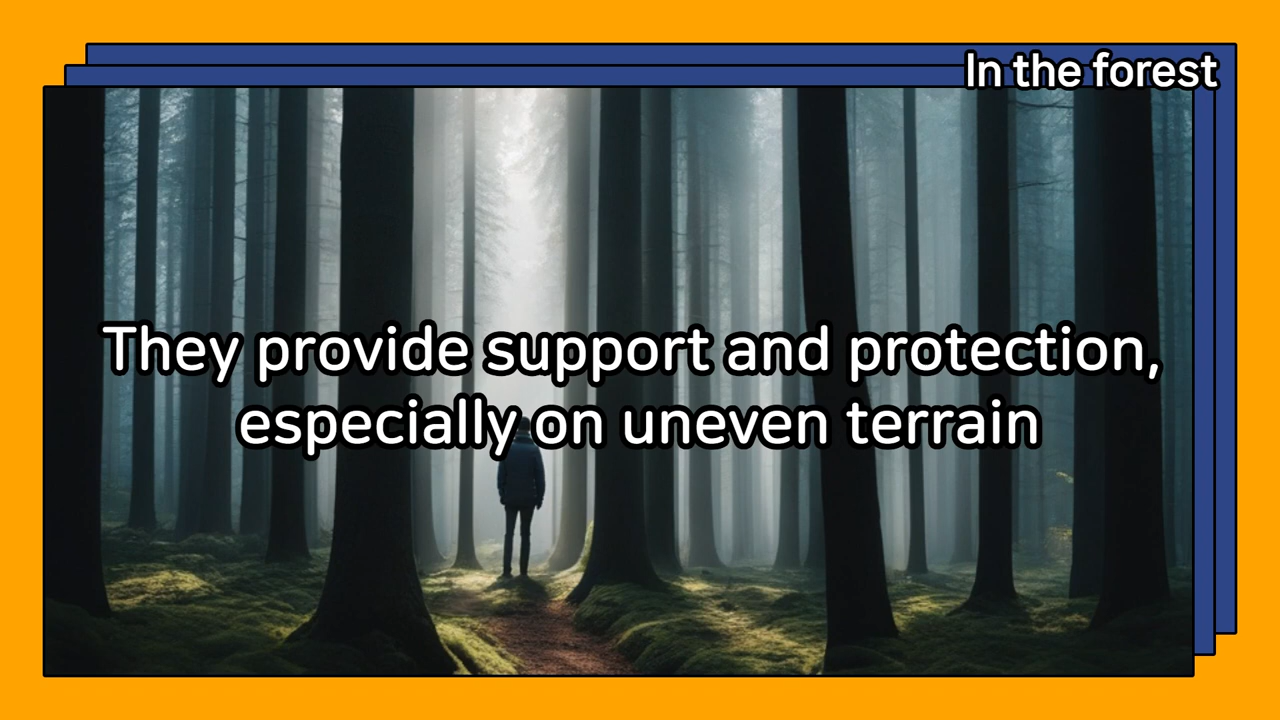 In the forest
They provide support and protection,
especially on uneven terrain